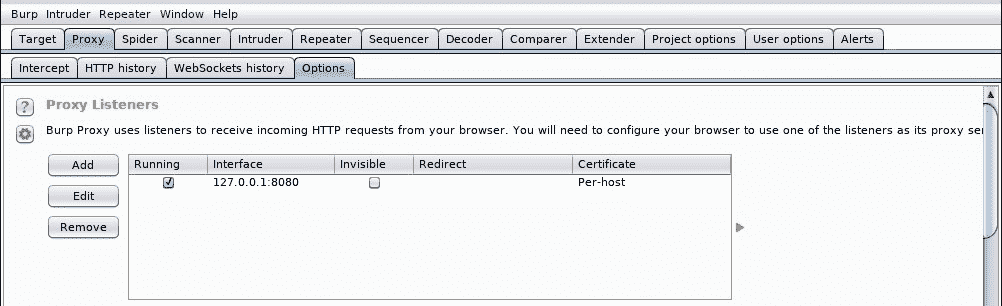 Burp Intruder Repeater Window Help
Target Proxy Spider Scanner Intruder Repeater Sequencer Decoder Comparer Extender Project options User options Alerts
Intercept HTTP history WebSockets history Options
? Proxy Listeners
Burp Proxy uses listeners to receive incoming HTTP requests from your browser. You will need to configure your browser to use one of the listeners as its proxy
Add Running Interface Invisible Redirect Certificate
127.0.0.1:8080 Per-host
Edit
Remove